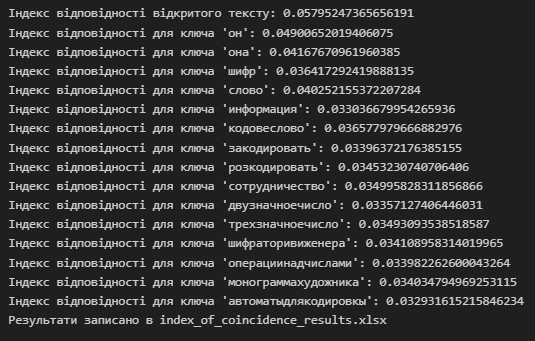 Індекс відповідності відкритого тексту: 0.05795247365656191
Індекс відповідності для ключа 'он': 0.04900652019406075
Індекс відповідності для ключа 'она': 0.04167670961960385
Індекс відповідності для ключа 'шифр': 0.036417292419888135
Індекс відповідності для ключа 'слово': 0.040252155372207284
Індекс відповідності для ключа 'информация': 0.033036679954265936
Індекс відповідності для ключа 'кодовеслово': 0.036577979666882976
Індекс відповідності для ключа 'закодировать': 0.03396372176385155
Індекс відповідності для ключа 'розкодировать': 0.03453230740706406
Індекс відповідності для ключа 'сотрудничество': 0.034995828311856866
Індекс відповідності для ключа 'двузначноечисло': 0.03357127406446031
Індекс відповідності для ключа 'трехзначноечисло': 0.03493093538518587
Індекс відповідності для ключа 'шифраторивиженера': 0.034108958314019965
Індекс відповідності для ключа 'операциинадчислами': 0.033982262600043264
Індекс відповідності для ключа 'монограммахудожника': 0.034034794969253115
Індекс відповідності для ключа 'автоматыдлякодировкы': 0.032931615215846234
Результати записано в index_of_coincidence_results.xlsx